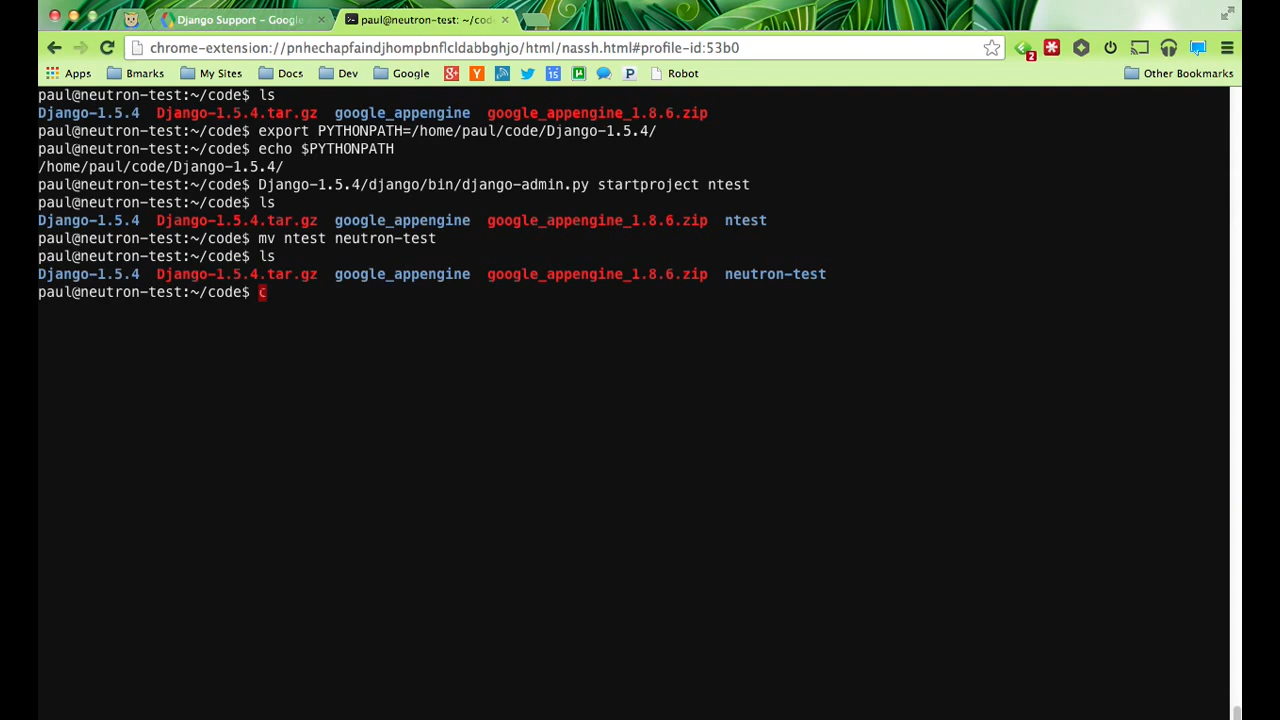 Django Support - Google
paul@neutron-test: ~/cod
chrome-extension://pnhechapfaindjhompbnflcldabbghjo/html/nassh.html#profile-id:53b0
2
Apps Bmarks My Sites Docs Dev Google g+ Y 15 P Robot Other Bookmarks
paul@neutron-test:~/code$ ls
Django-1.5.4 Django-1.5.4.tar.gz google_appengine google_appengine_1.8.6.zip
paul@neutron-test:~/code$ export PYTHONPATH=/home/paul/code/Django-1.5.4/
paul@neutron-test:~/code$ echo $PYTHONPATH
/home/paul/code/Django-1.5.4/
paul@neutron-test:~/code$ Django-1.5.4/django/bin/django-admin.py startproject ntest
paul@neutron-test:~/code$ ls
Django-1.5.4 Django-1.5.4.tar.gz google_appengine google_appengine_1.8.6.zip ntest
paul@neutron-test:~/code$ mv ntest neutron-test
paul@neutron-test:~/code$ ls
Django-1.5.4 Django-1.5.4.tar.gz google_appengine google_appengine_1.8.6.zip neutron-test
paul@neutron-test:~/code$ c